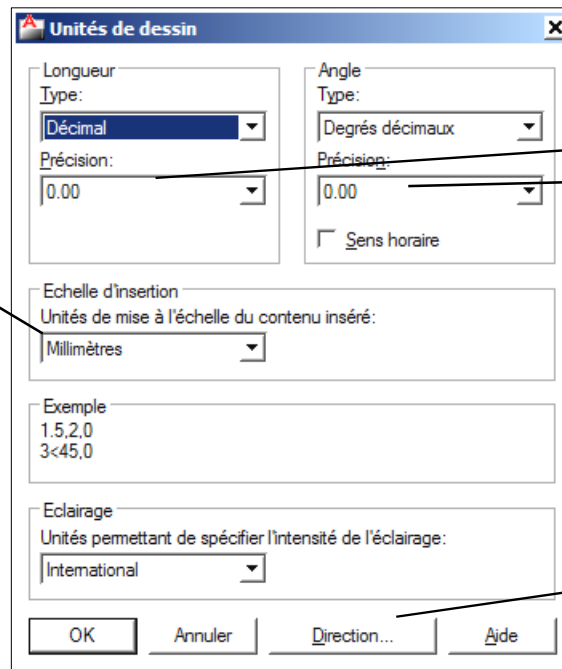 Unités de dessin
Longueur
Type:
Décimal
Précision:
0.00
Angle
Type:
Degrés décimaux
Précision:
0.00
Sens horaire
Echelle d'insertion
Unités de mise à l'échelle du contenu inséré:
Millimètres
Exemple
1.5,2,0
3<45,0
Eclairage
Unités permettant de spécifier l'intensité de l'éclairage:
International
OK Annuler Direction... Aide